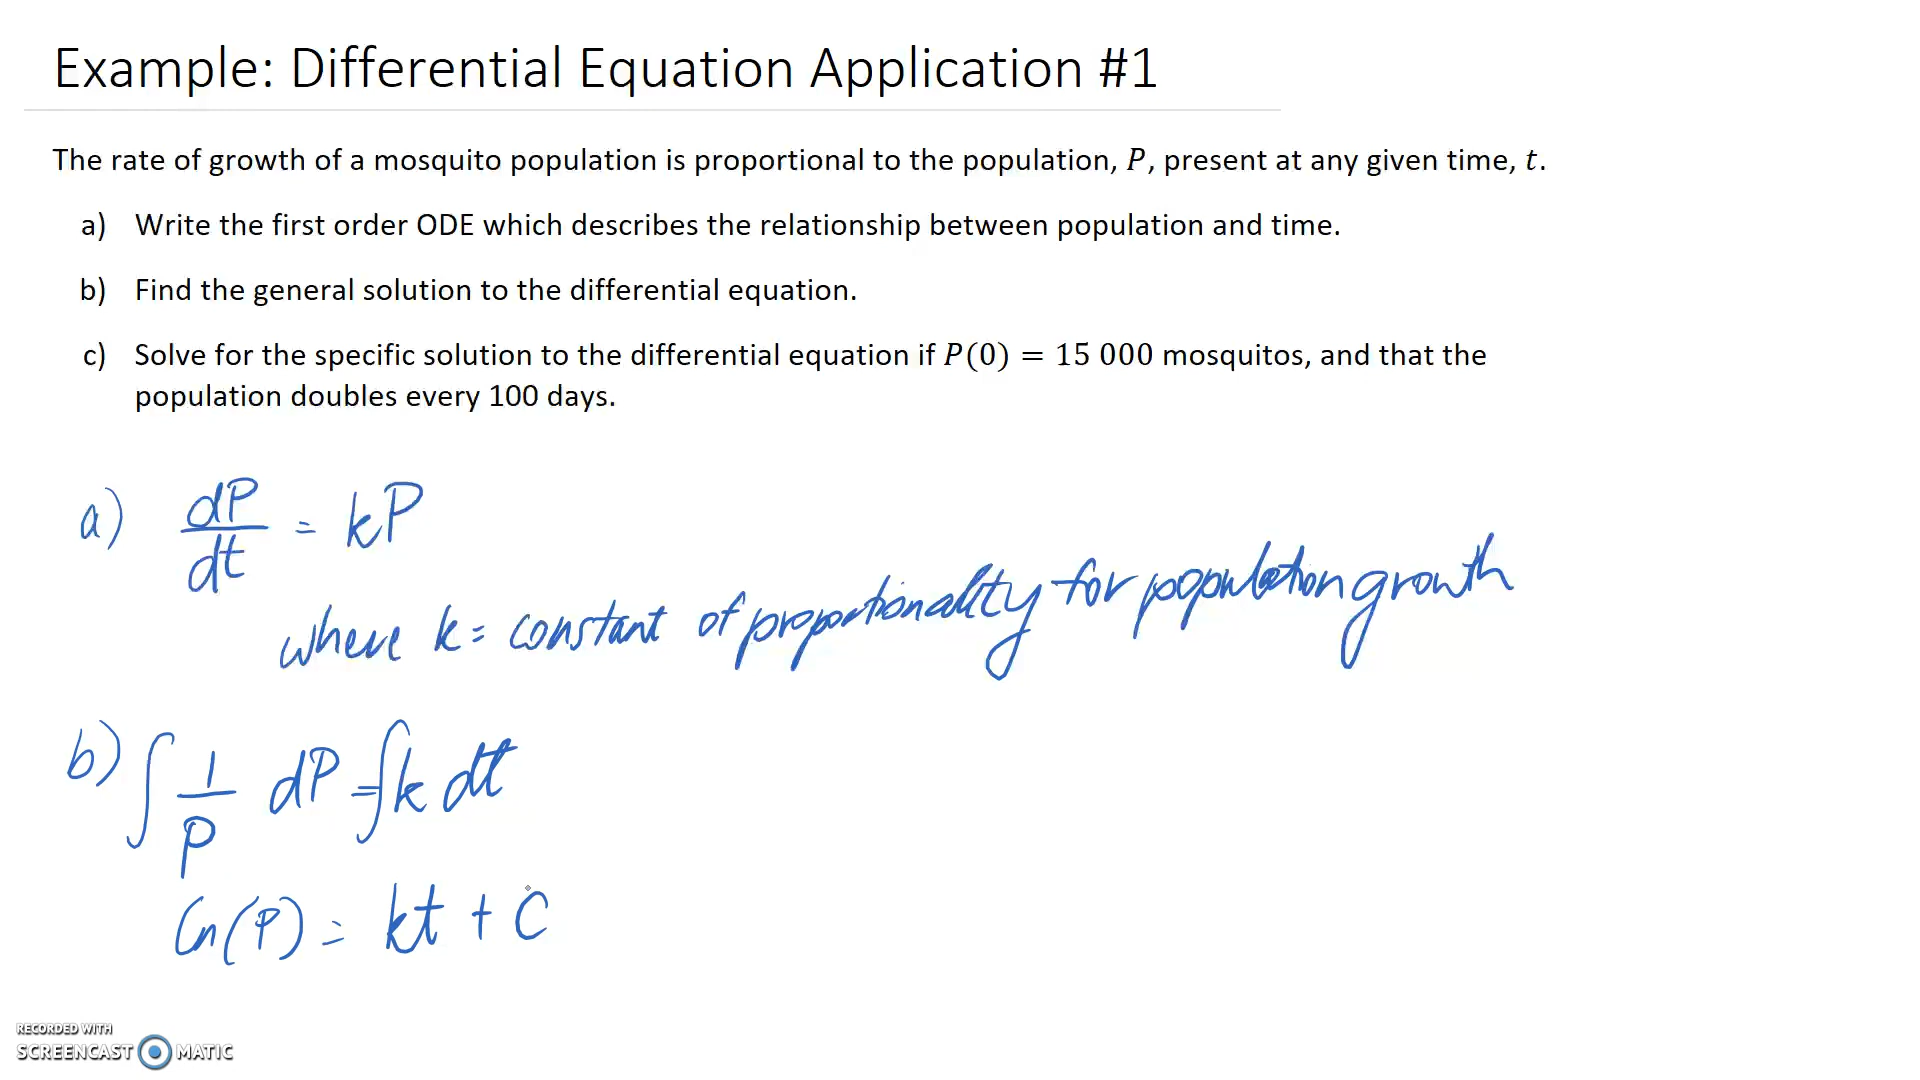 Example: Differential Equation Application #1
The rate of growth of a mosquito population is proportional to the population, P, present at any given time, t.
a) Write the first order ODE which describes the relationship between population and time.
b) Find the general solution to the differential equation.
c) Solve for the specific solution to the differential equation if P(0) = 15 000 mosquitos, and that the
population doubles every 100 days.
a) dP/dt = kP
where k = constant of proportionality for population growth
b) ∫ 1/P dP = ∫ k dt
ln(P) = kt + C
RECORDED WITH
SCREENCAST MATIC